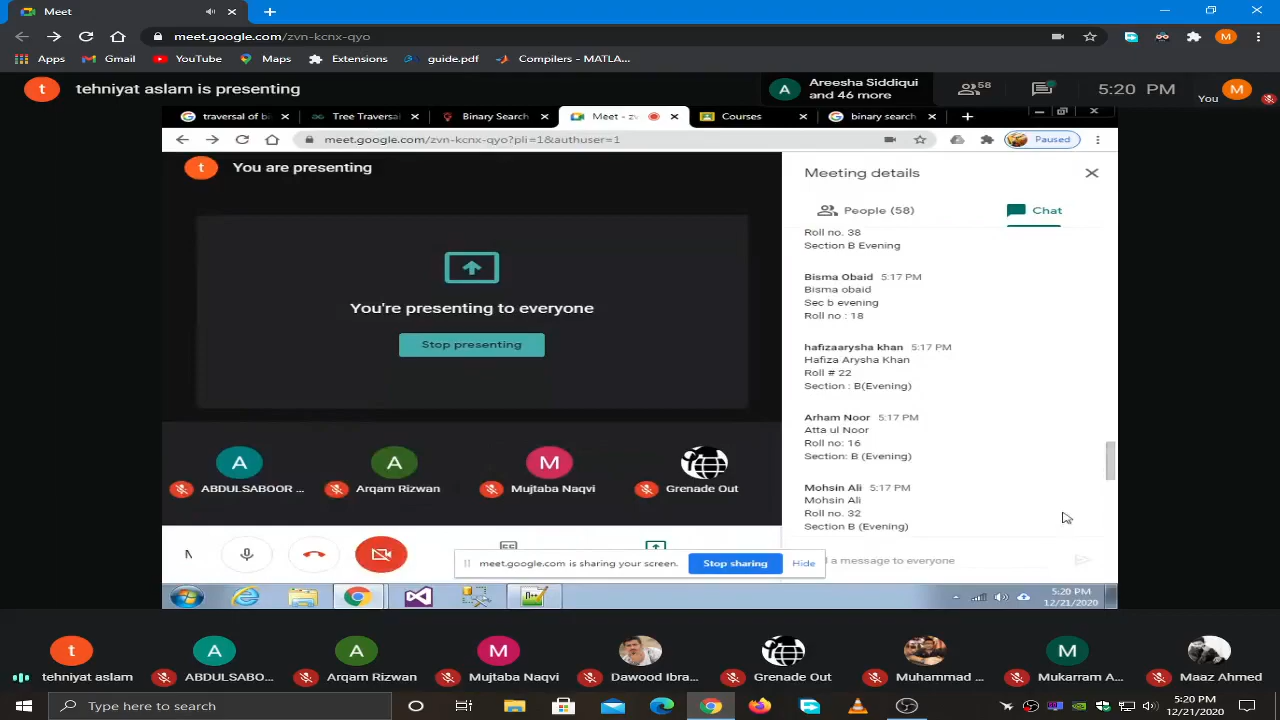 Meet
meet.google.com/zvn-kcnx-qyo
Apps Gmail YouTube Maps Extensions guide.pdf Compilers - MATLA...
t tehniyat aslam is presenting
A Areesha Siddiqui
and 46 more
58
5:20 PM
You M
traversal of b Tree Traversal Binary Search Meet - zv Courses binary search
meet.google.com/zvn-kcnx-qyo?pli=1&authuser=1
Paused
t You are presenting
You're presenting to everyone
Stop presenting
Meeting details
People (58) Chat
Roll no. 38
Section B Evening
Bisma Obaid 5:17 PM
Bisma obaid
Sec b evening
Roll no : 18
hafizaarysha khan 5:17 PM
Hafiza Arysha Khan
Roll # 22
Section : B(Evening)
Arham Noor 5:17 PM
Atta ul Noor
Roll no: 16
Section: B (Evening)
Mohsin Ali 5:17 PM
Mohsin Ali
Roll no. 32
Section B (Evening)
a message to everyone
A A M
ABDULSABOOR ... Arqam Rizwan Mujtaba Naqvi Grenade Out
meet.google.com is sharing your screen. Stop sharing Hide
5:20 PM
12/21/2020
t A A M M
tehniyat aslam ABDULSABO... Arqam Rizwan Mujtaba Naqvi Dawood Ibra... Grenade Out Muhammad ... Mukarram A... Maaz Ahmed
Type here to search
5:20 PM
12/21/2020